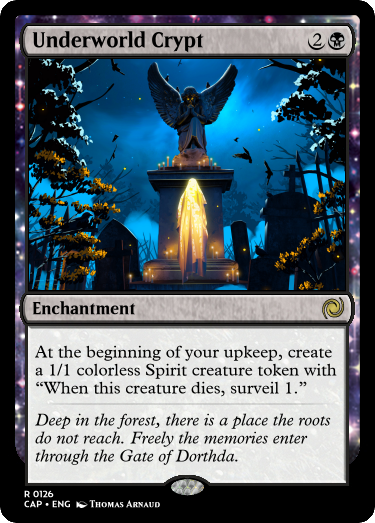 Underworld Crypt 2
Enchantment
At the beginning of your upkeep, create
a 1/1 colorless Spirit creature token with
“When this creature dies, surveil 1.”
Deep in the forest, there is a place the roots
do not reach. Freely the memories enter
through the Gate of Dorthda.
R 0126
CAP • ENG Thomas Arnaud